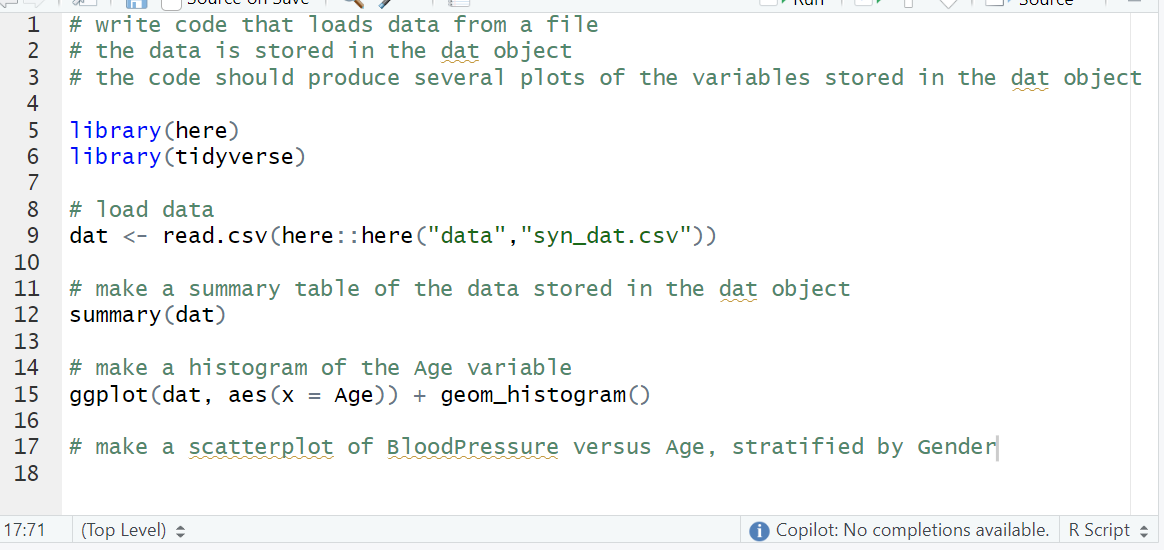 Source on Save Run Source
1 # write code that loads data from a file
2 # the data is stored in the dat object
3 # the code should produce several plots of the variables stored in the dat object
4
5 library(here)
6 library(tidyverse)
7
8 # load data
9 dat <- read.csv(here::here("data","syn_dat.csv"))
10
11 # make a summary table of the data stored in the dat object
12 summary(dat)
13
14 # make a histogram of the Age variable
15 ggplot(dat, aes(x = Age)) + geom_histogram()
16
17 # make a scatterplot of BloodPressure versus Age, stratified by Gender
18
17:71 (Top Level) Copilot: No completions available. R Script